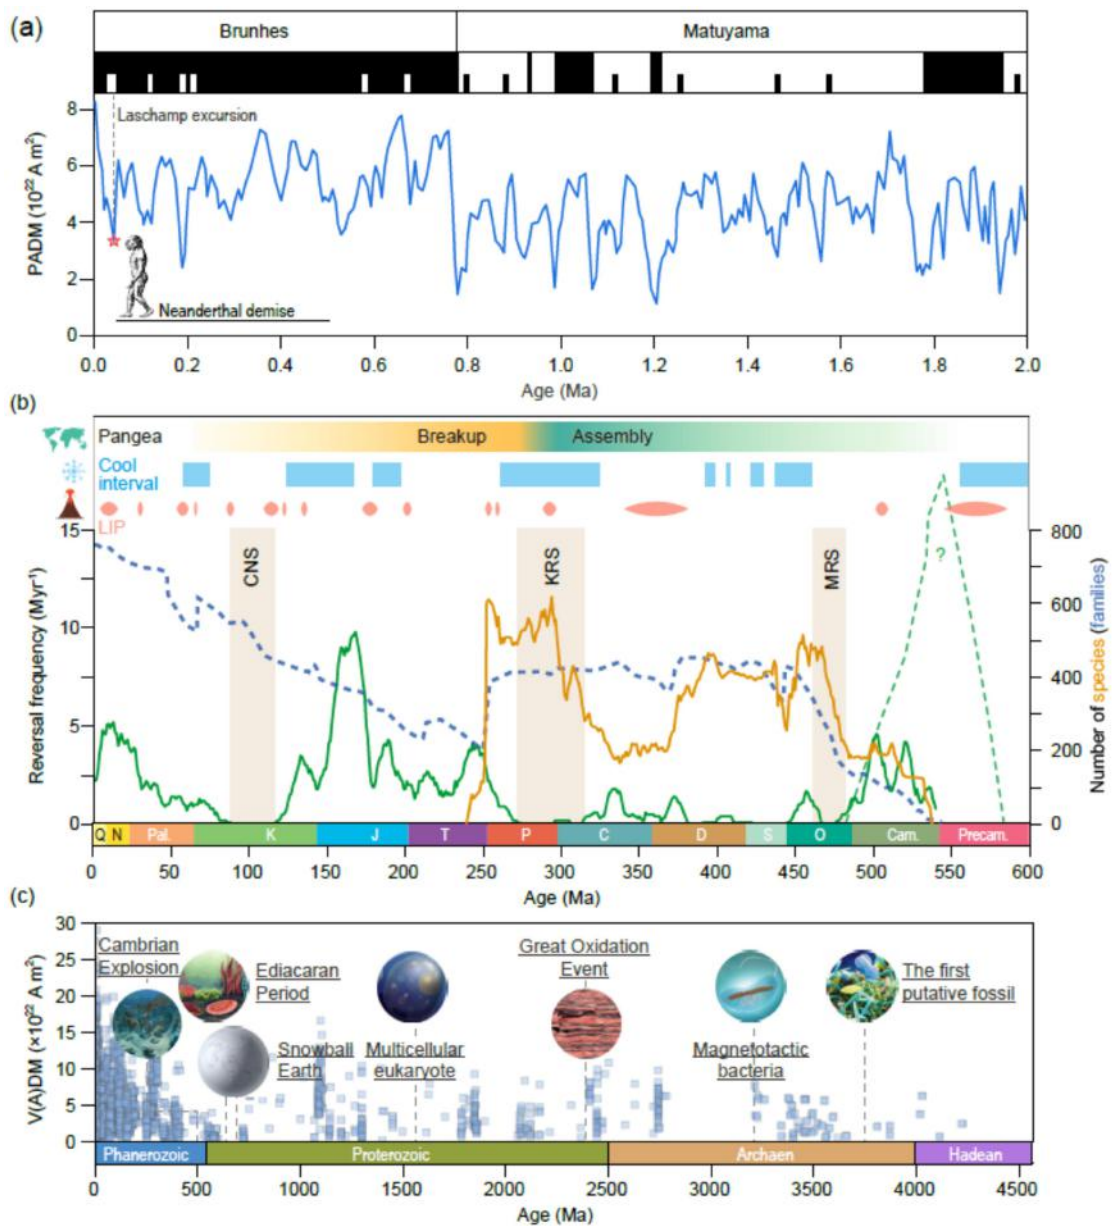 (a)
Brunhes Matuyama
Laschamp excursion
Neanderthal demise
PADM (10²² A m²)
8
6
4
2
0
0.0 0.2 0.4 0.6 0.8 1.0 1.2 1.4 1.6 1.8 2.0
Age (Ma)
(b)
Pangea Breakup Assembly
Cool
interval
LIP
CNS KRS MRS
?
Reversal frequency (Myr⁻¹)
15
10
5
0
Number of species (families)
800
600
400
200
0
Q N Pal. K J T P C D S O Cam. Precam.
0 50 100 150 200 250 300 350 400 450 500 550 600
Age (Ma)
(c)
V(A)DM (×10²² A m²)
30
25
20
15
10
5
0
Cambrian
Explosion
Ediacaran
Period
Snowball
Earth
Multicellular
eukaryote
Great Oxidation
Event
Magnetotactic
bacteria
The first
putative fossil
Phanerozoic Proterozoic Archaen Hadean
0 500 1000 1500 2000 2500 3000 3500 4000 4500
Age (Ma)